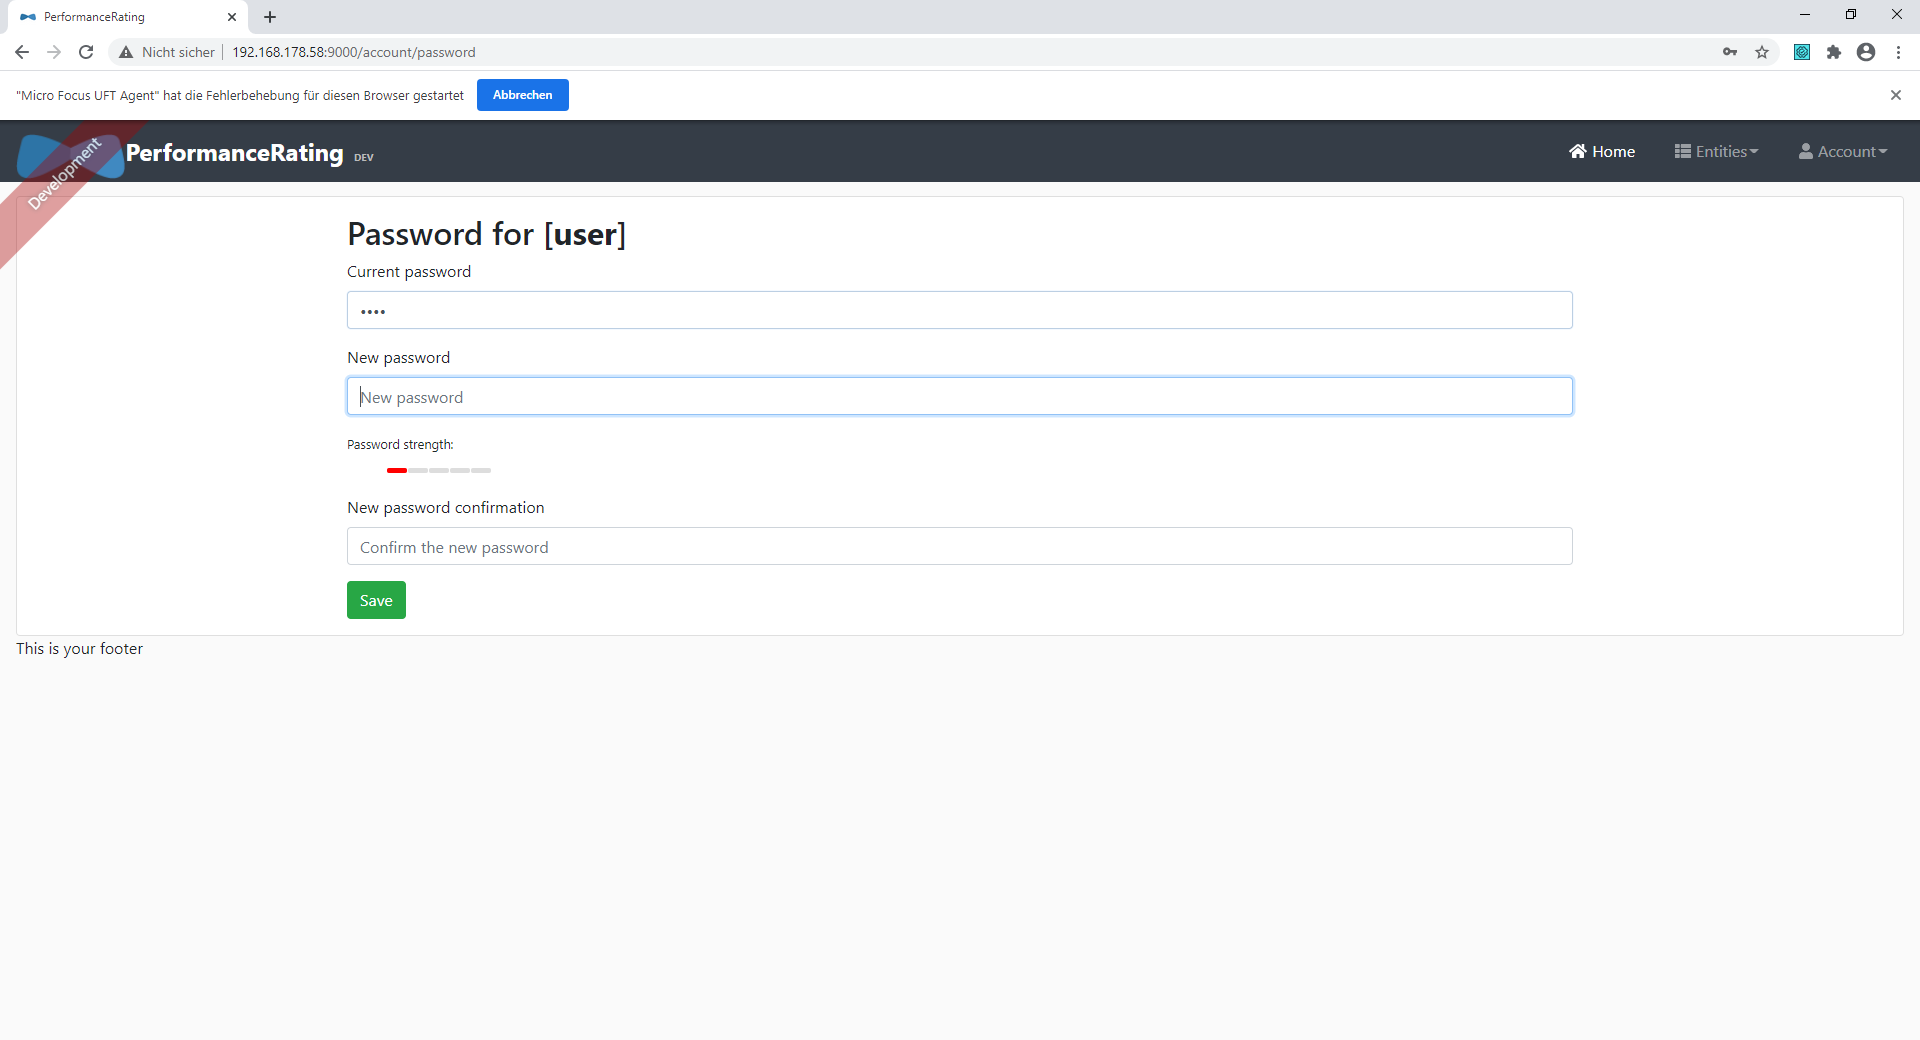 PerformanceRating
Nicht sicher 192.168.178.58:9000/account/password
"Micro Focus UFT Agent" hat die Fehlerbehebung für diesen Browser gestartet Abbrechen
Development
PerformanceRating DEV Home Entities Account
Password for [user]
Current password
••••
New password
New password
Password strength:
New password confirmation
Confirm the new password
Save
This is your footer